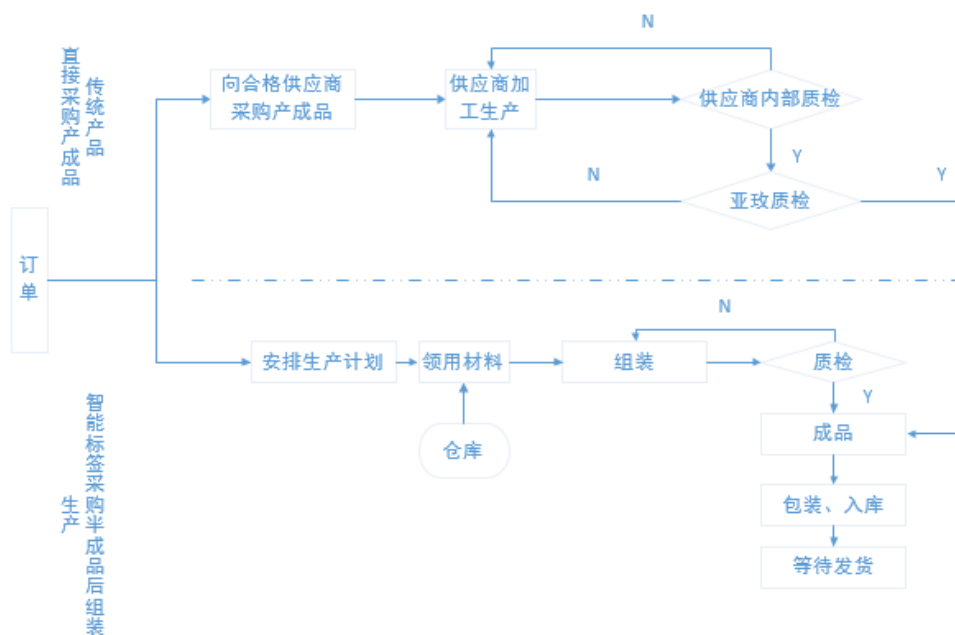 N
传统产品
直接采购产成品
向合格供应商
采购产成品
供应商加
工生产
供应商内部质检
Y
N
Y
亚玫质检
订
单
N
安排生产计划
领用材料
组装
质检
Y
智能标签采购半成品后组装
生产
仓库
成品
包装、入库
等待发货